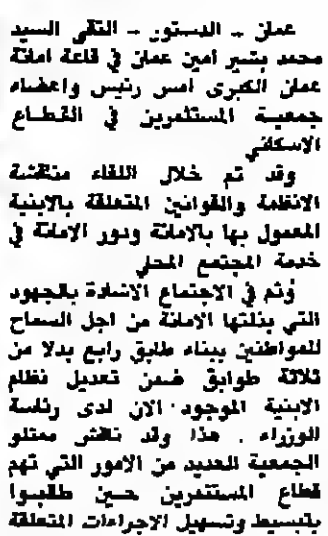 عمان - الدستور - التقى السيد
محمد بشير امين عمان في قاعة امانة
عمان الكبرى امس رئيس واعضاء
جمعية المستثمرين في القطاع
الاسكاني
وقد تم خلال اللقاء مناقشة
الانظمة والقوانين المتعلقة بالابنية
المعمول بها بالامانة ودور الامانة في
خدمة المجتمع المحلي
وتم في الاجتماع الاشادة بالجهود
التي بذلتها الامانة من اجل السماح
للمواطنين ببناء طابق رابع بدلا من
ثلاثة طوابق ضمن تعديل نظام
الابنية الموجود الان لدى رئاسة
الوزراء . هذا وقد ناقش ممثلو
الجمعية العديد من الامور التي تهم
قطاع المستثمرين حيث طالبوا
بتبسيط وتسهيل الاجراءات المتعلقة